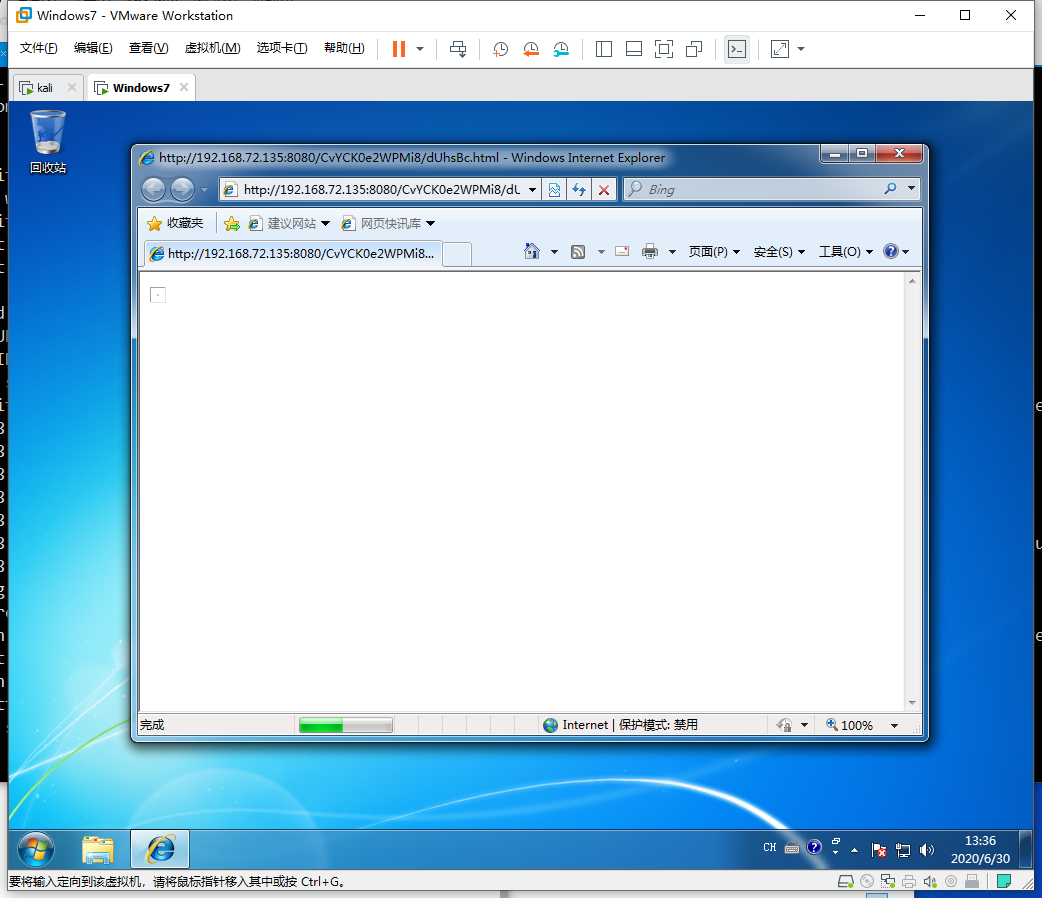 Windows7 - VMware Workstation
文件(F) 编辑(E) 查看(V) 虚拟机(M) 选项卡(T) 帮助(H)
kali Windows7
回收站
http://192.168.72.135:8080/CvYCK0e2WPMi8/dUhsBc.html - Windows Internet Explorer
http://192.168.72.135:8080/CvYCK0e2WPMi8/dU Bing
收藏夹 建议网站 网页快讯库
http://192.168.72.135:8080/CvYCK0e2WPMi8... 页面(P) 安全(S) 工具(O)
完成 Internet | 保护模式: 禁用 100%
CH 13:36
2020/6/30
要将输入定向到该虚拟机，请将鼠标指针移入其中或按 Ctrl+G。